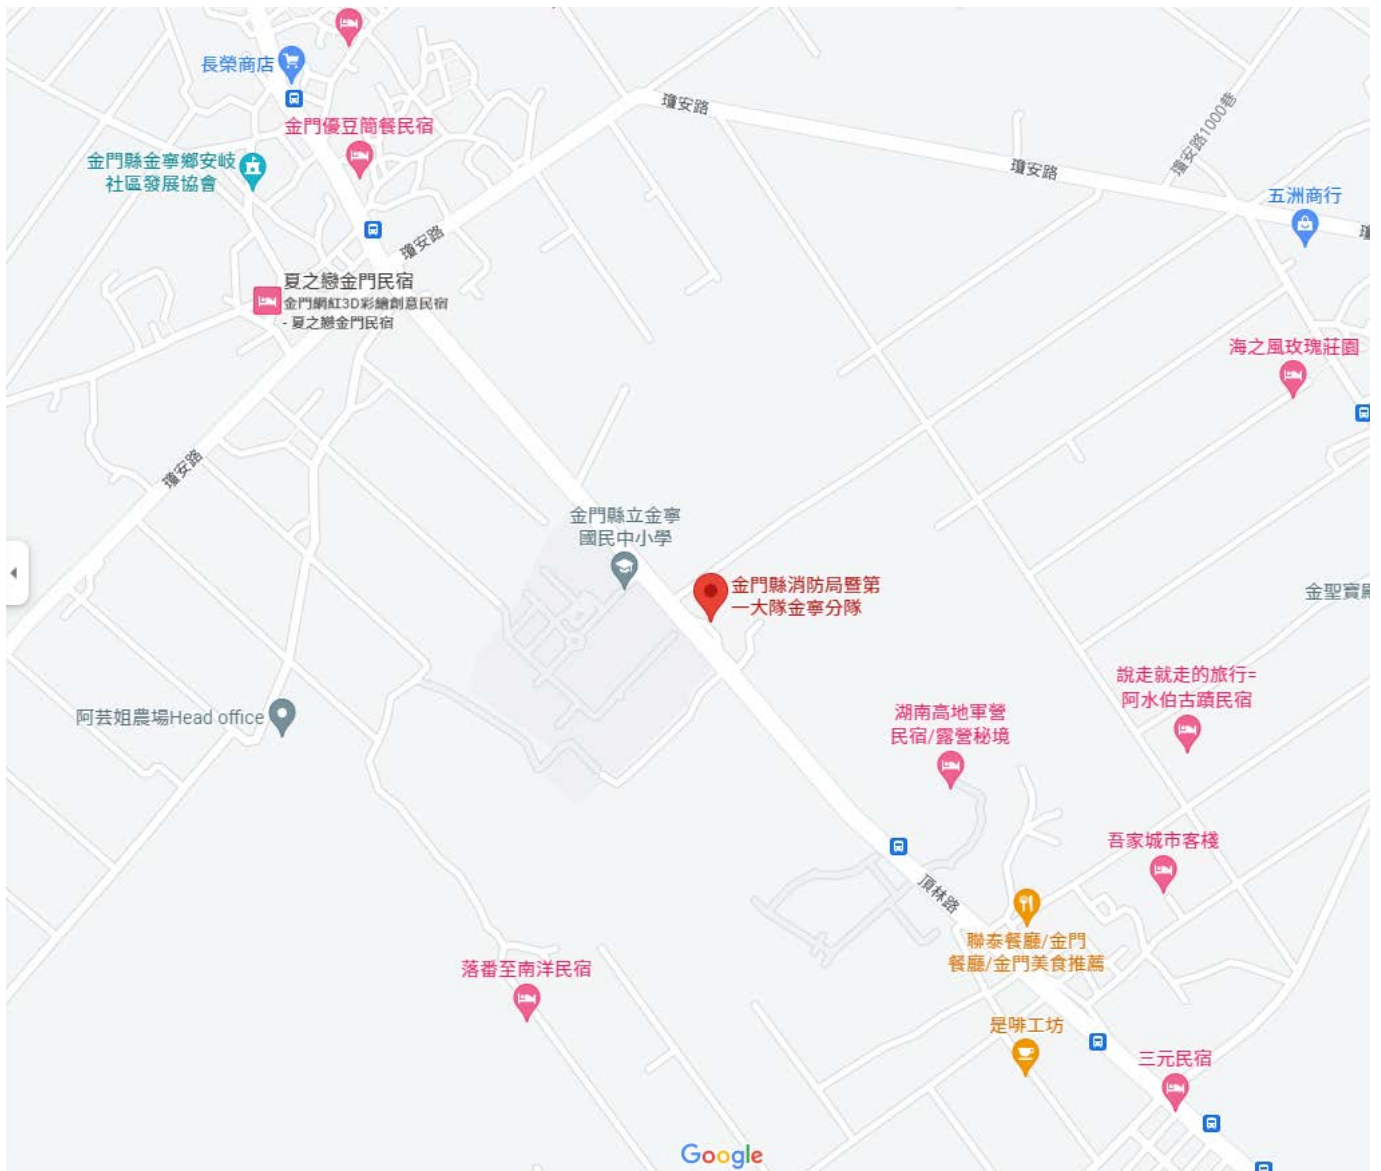 長榮商店
瓊安路
瓊安路1000巷
金門優豆簡餐民宿
金門縣金寧鄉安岐
社區發展協會
瓊安路
五洲商行
瓊安路
夏之戀金門民宿
金門網紅3D彩繪創意民宿
- 夏之戀金門民宿
海之風玫瑰莊園
瓊安路
金門縣立金寧
國民中小學
金門縣消防局暨第
一大隊金寧分隊
金聖寶殿
說走就走的旅行=
阿水伯古蹟民宿
阿芸姐農場Head office
湖南高地軍營
民宿/露營秘境
吾家城市客棧
頂林路
聯泰餐廳/金門
餐廳/金門美食推薦
落番至南洋民宿
是啡工坊
三元民宿
Google